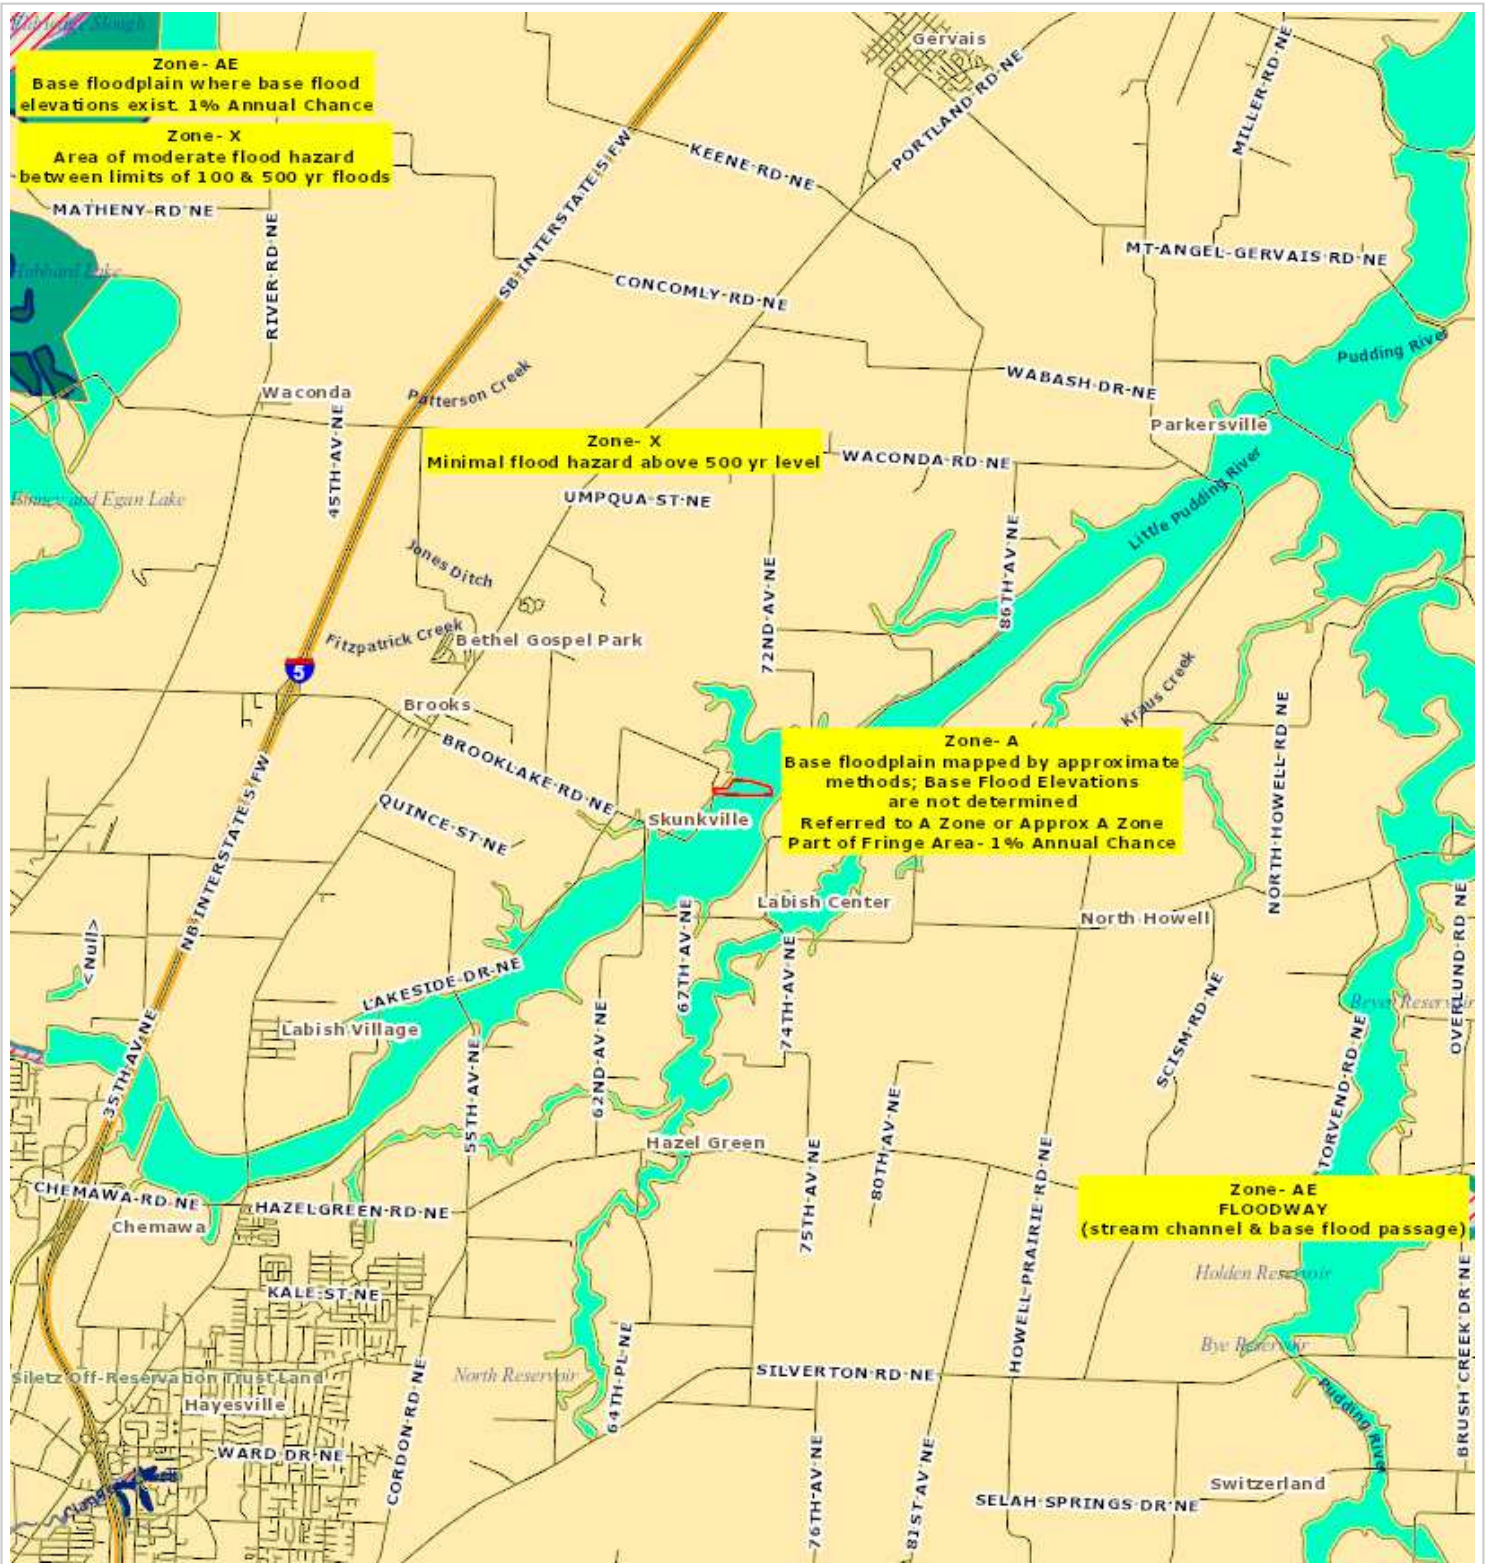 Gervais
Zone- AE
Base floodplain where base flood
elevations exist. 1% Annual Chance
Zone- X
Area of moderate flood hazard
between limits of 100 & 500 yr floods
MATHENY-RD NE
RIVER-RD-NE
SB INTERSTATE 5 FW
KEENE-RD-NE
PORTLAND-RD-NE
MILLER-RD-NE
MT-ANGEL-GERVAIS-RD-NE
Hubbard Lake
CONCOMLY-RD-NE
Pudding River
Patterson Creek
Waconda
45TH-AV-NE
WABASH-DR-NE
Parkersville
Zone- X
Minimal flood hazard above 500 yr level
WACONDA-RD-NE
Binney and Egan Lake
UMPQUA-ST-NE
Little Pudding River
Jones Ditch
72ND-AV-NE
86TH-AV-NE
Fitzpatrick Creek
Bethel Gospel Park
5
Kraus Creek
Brooks
BROOKLAKE-RD-NE
NORTH-HOWELL-RD NE
Zone- A
Base floodplain mapped by approximate
methods; Base Flood Elevations
are not determined
Referred to A Zone or Approx A Zone
Part of Fringe Area- 1% Annual Chance
QUINCE-ST-NE
Skunkville
NB INTERSTATE 5 FW
Labish Center
North Howell
67TH-AV-NE
<Null>
LAKESIDE-DR-NE
74TH-AV-NE
OVERLUND-RD NE
Beyer Reservoir
Labish Village
SCISM-RD-NE
35TH-AV-NE
55TH-AV-NE
62ND-AV-NE
TORVEND-RD-NE
80TH-AV-NE
Hazel Green
75TH-AV-NE
HOWELL-PRAIRIE-RD-NE
CHEMAWA-RD-NE
HAZELGREEN-RD-NE
Chemawa
Zone- AE
FLOODWAY
(stream channel & base flood passage)
Holden Reservoir
KALE-ST-NE
Bye Reservoir
BRUSH CREEK DR-NE
Siletz Off-Reservation Trust Land
North Reservoir
64TH-PL-NE
SILVERTON-RD-NE
Hayesville
CORDON-RD-NE
Pudding River
WARD-DR-NE
76TH-AV-NE
81ST-AV-NE
Switzerland
SELAH-SPRINGS-DR-NE